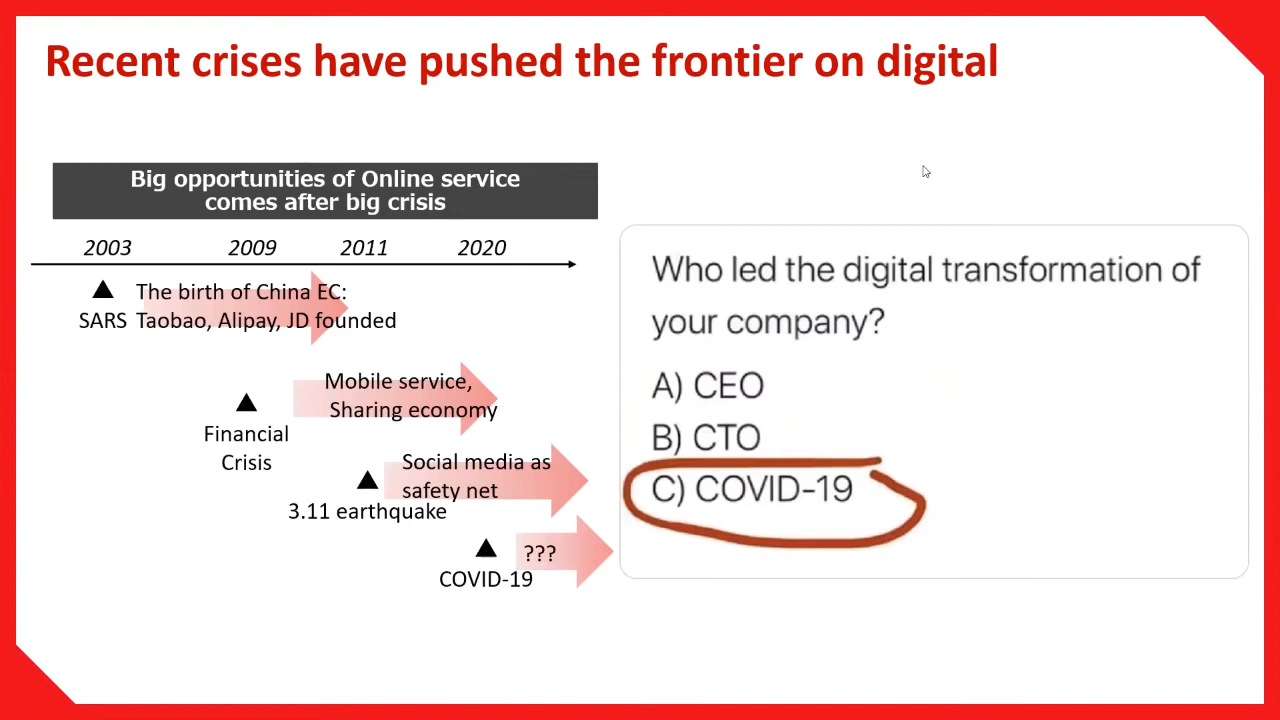 Recent crises have pushed the frontier on digital
Big opportunities of Online service
comes after big crisis
2003 2009 2011 2020
▲ The birth of China EC:
SARS Taobao, Alipay, JD founded
Mobile service,
▲ Sharing economy
Financial
Crisis
Social media as
▲ safety net
3.11 earthquake
▲ ???
COVID-19
Who led the digital transformation of
your company?
A) CEO
B) CTO
C) COVID-19